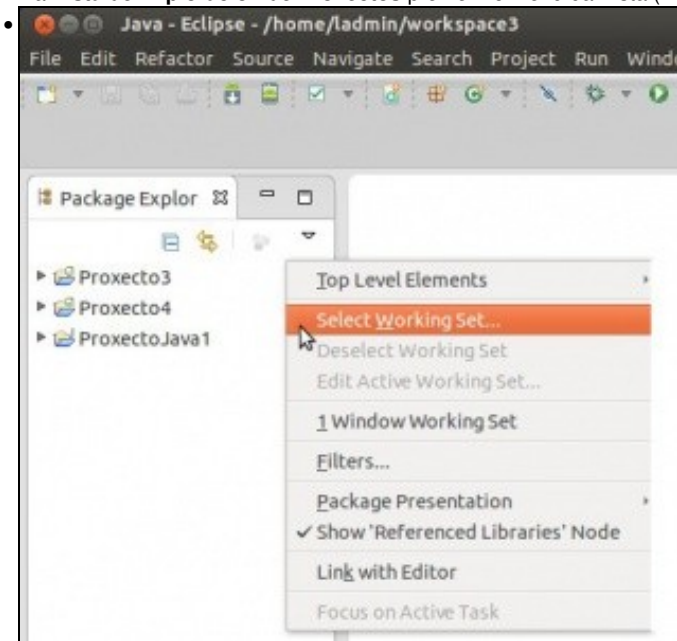 Java - Eclipse - /home/ladmin/workspace3
File Edit Refactor Source Navigate Search Project Run
Package Explor
Proxecto3
Proxecto4
ProxectoJava1
Top Level Elements
Select Working Set...
Deselect Working Set
Edit Active Working Set...
1 Window Working Set
Filters...
Package Presentation
Show 'Referenced Libraries' Node
Link with Editor
Focus on Active Task